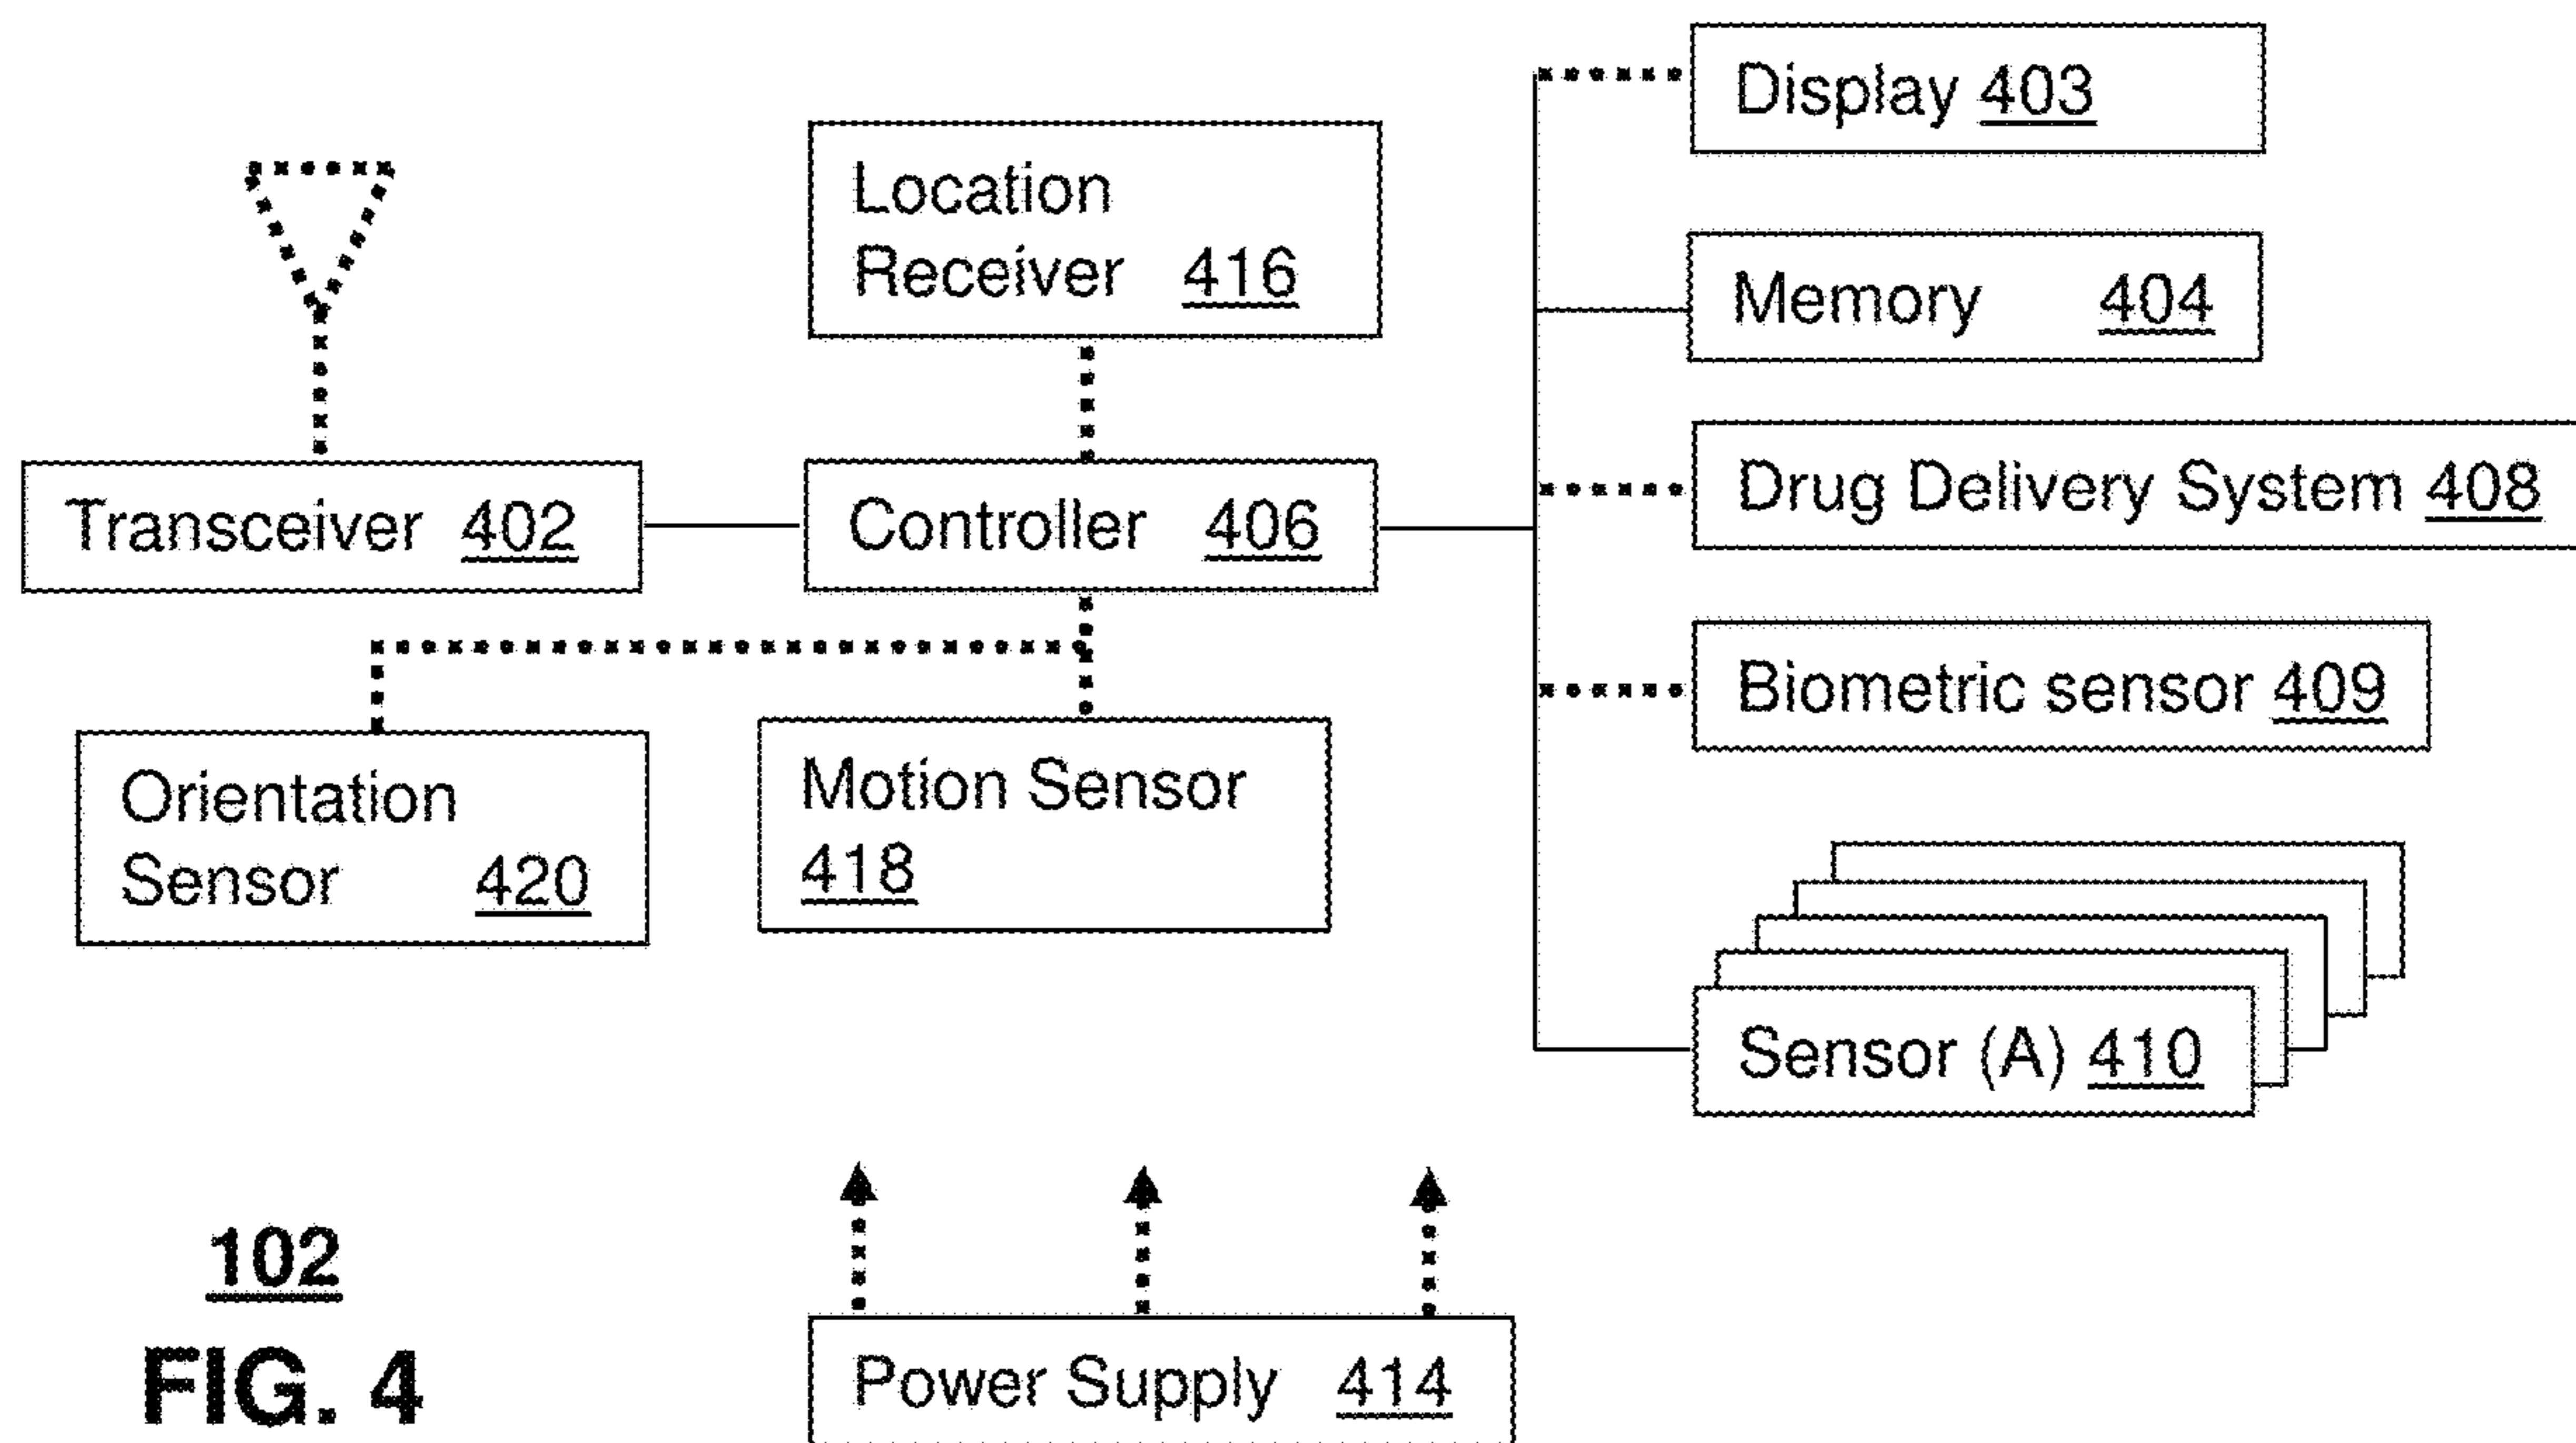 Display 403
Location
Receiver 416
Memory 404
Transceiver 402
Controller 406
Drug Delivery System 408
Biometric sensor 409
Orientation
Sensor 420
Motion Sensor
418
Sensor (A) 410
102
FIG. 4
Power Supply 414